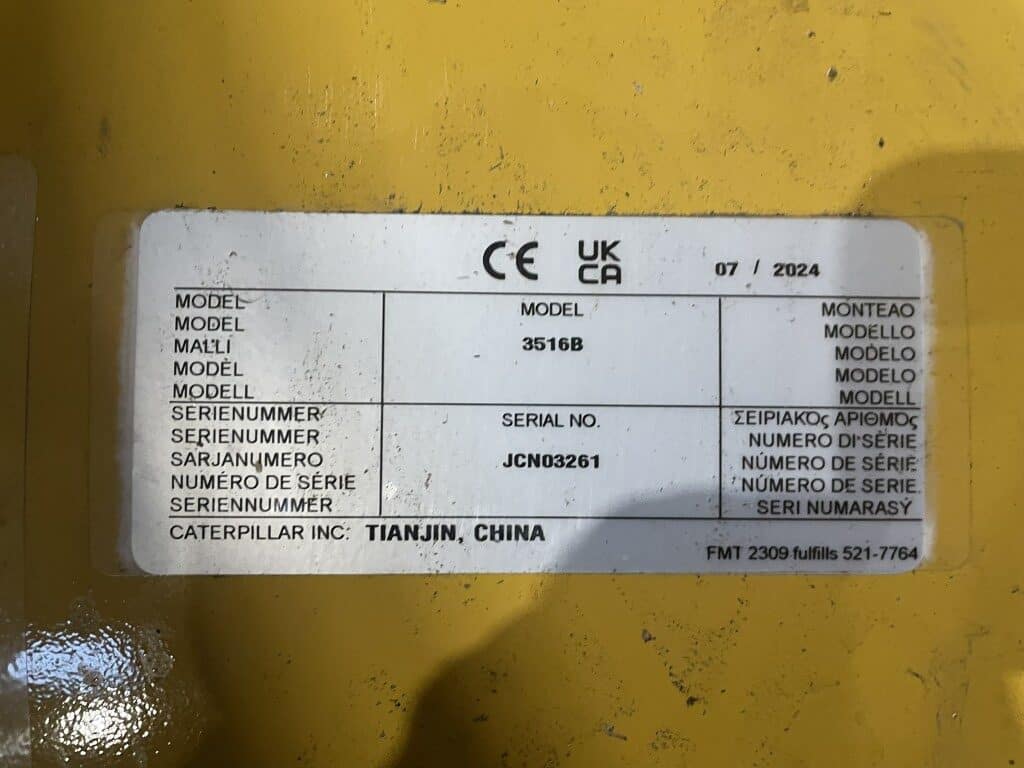 CE UK CA 07 / 2024
MODEL
MODEL
MALLI
MODÈL
MODELL
MODEL
3516B
ΜΟΝΤΕΛΟ
MODELLO
MODELO
MODELO
MODELL
SERIENUMMER
SERIENUMMER
SARJANUMERO
NUMÉRO DE SÉRIE
SERIENNUMMER
SERIAL NO.
JCN03261
ΣΕΙΡΙΑΚΟς ΑΡΙΘΜΟς
NUMERO DI SERIE
NÚMERO DE SÉRIE
NÚMERO DE SERIE
SERI NUMARASÝ
CATERPILLAR INC: TIANJIN, CHINA
FMT 2309 fulfills 521-7764